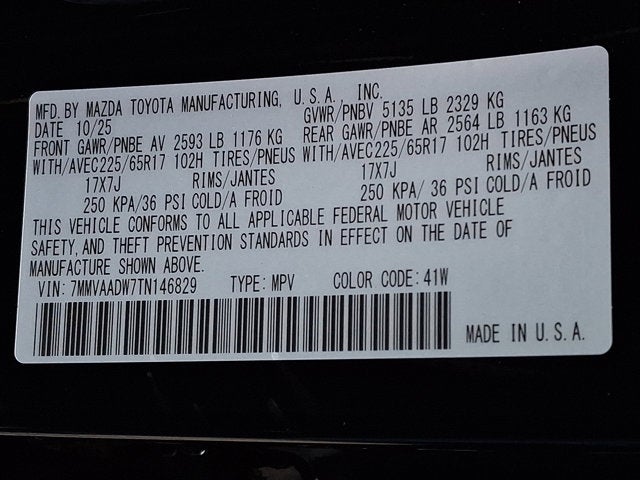 MFD. BY MAZDA TOYOTA MANUFACTURING, U.S.A. INC.
DATE 10/25 GVWR/PNBV 5135 LB 2329 KG
FRONT GAWR/PNBE AV 2593 LB 1176 KG REAR GAWR/PNBE AR 2564 LB 1163 KG
WITH/AVEC225/65R17 102H TIRES/PNEUS WITH/AVEC225/65R17 102H TIRES/PNEUS
17X7J RIMS/JANTES 17X7J RIMS/JANTES
250 KPA/36 PSI COLD/A FROID 250 KPA/36 PSI COLD/A FROID
THIS VEHICLE CONFORMS TO ALL APPLICABLE FEDERAL MOTOR VEHICLE
SAFETY, AND THEFT PREVENTION STANDARDS IN EFFECT ON THE DATE OF
MANUFACTURE SHOWN ABOVE.
VIN: 7MMVAADW7TN146829 TYPE: MPV COLOR CODE: 41W
MADE IN U.S.A.